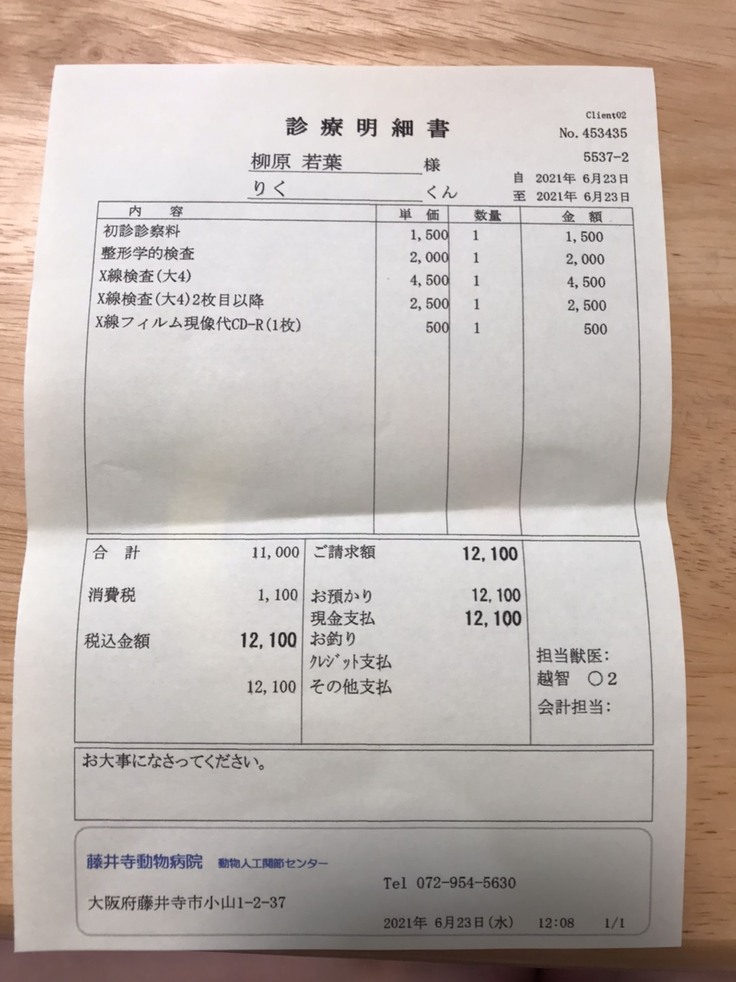 Client02
診療明細書
No.453435
柳原 若葉 様
5537-2
りく くん
自 2021年 6月23日
至 2021年 6月23日
内 容 単 価 数量 金 額
初診診察料 1,500 1 1,500
整形学的検査 2,000 1 2,000
X線検査(大4) 4,500 1 4,500
X線検査(大4)2枚目以降 2,500 1 2,500
X線フィルム現像代CD-R(1枚) 500 1 500
合 計 11,000 ご請求額 12,100
消費税 1,100 お預かり 12,100
現金支払 12,100
税込金額 12,100 お釣り
クレジット支払
12,100 その他支払
担当獣医:
越智 ○2
会計担当:
お大事になさってください。
藤井寺動物病院 動物人工関節センター
Tel 072-954-5630
大阪府藤井寺市小山1-2-37
2021年 6月23日(水) 12:08 1/1